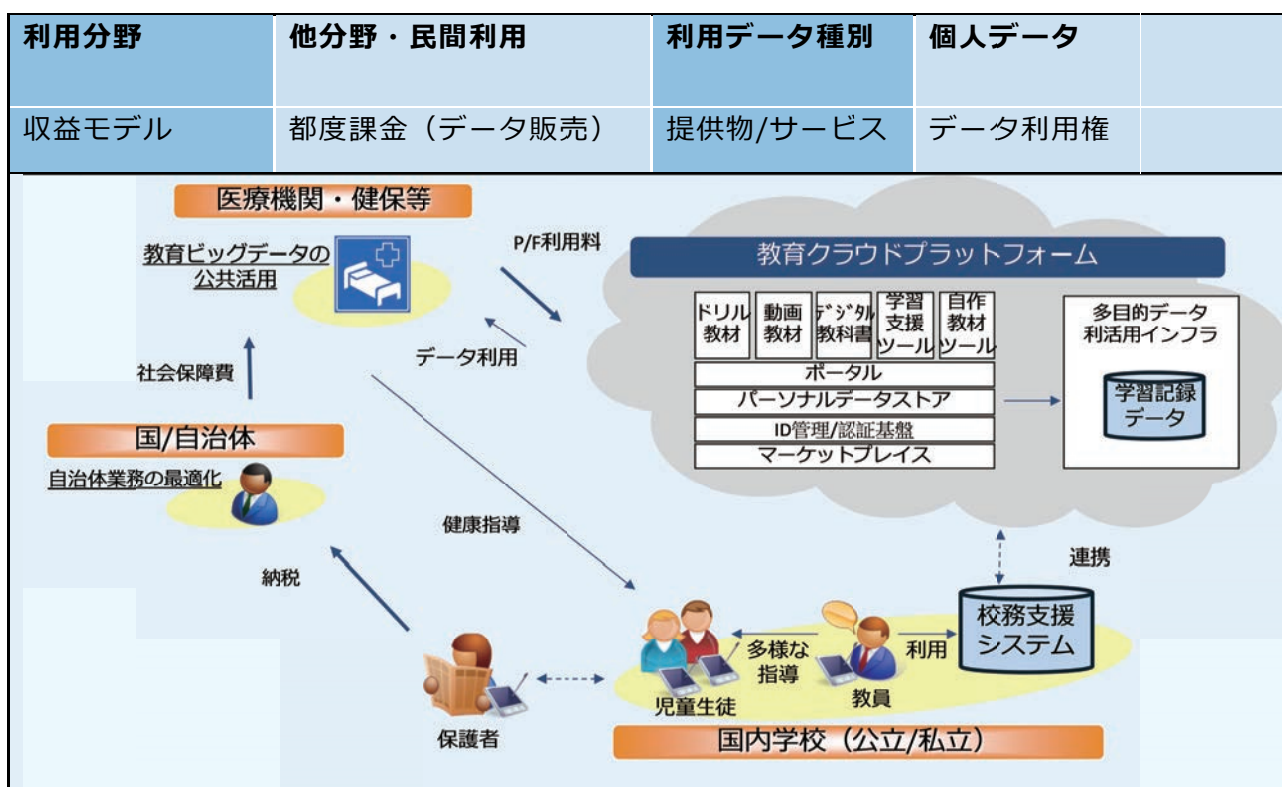 利用分野 他分野・民間利用 利用データ種別 個人データ
収益モデル 都度課金（データ販売） 提供物/サービス データ利用権
医療機関・健保等
教育ビッグデータの
公共活用
P/F利用料
データ利用
社会保障費
国/自治体
自治体業務の最適化
健康指導
納税
保護者
教育クラウドプラットフォーム
ドリル
教材
動画
教材
デジタル
教科書
学習
支援
ツール
自作
教材
ツール
ポータル
パーソナルデータストア
ID管理/認証基盤
マーケットプレイス
多目的データ
利活用インフラ
学習記録
データ
連携
校務支援
システム
多様な
指導
利用
児童生徒
教員
国内学校（公立/私立）